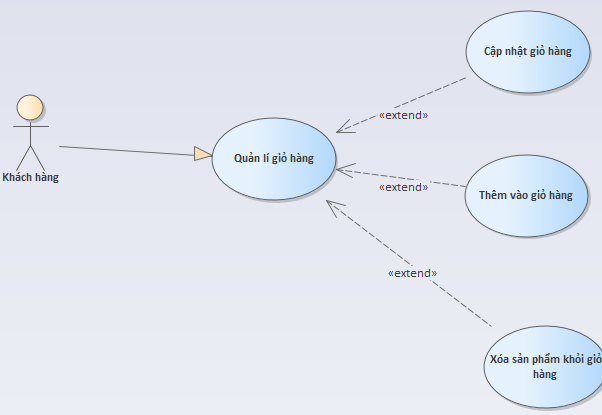 Cập nhật giỏ hàng
«extend»
Quản lí giỏ hàng
Khách hàng
«extend»
Thêm vào giỏ hàng
«extend»
Xóa sản phẩm khỏi giỏ
hàng